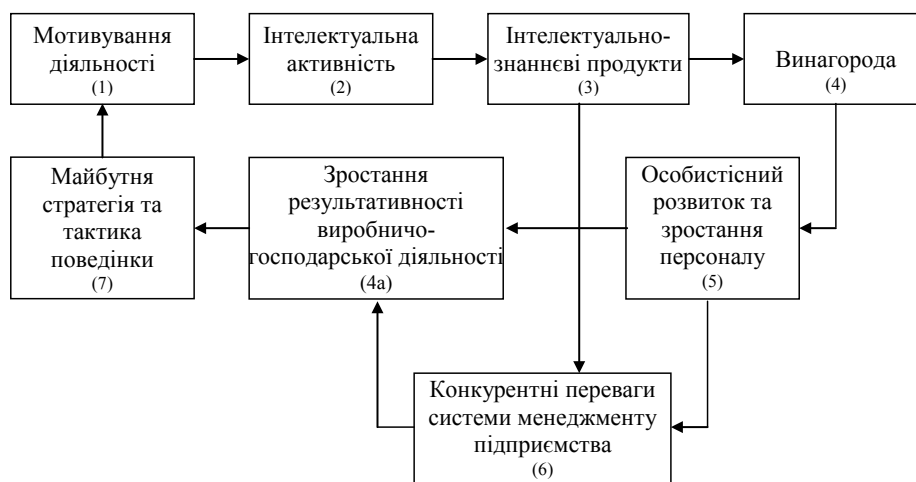 Мотивування
діяльності
(1)
Інтелектуальна
активність
(2)
Інтелектуально-
знаннєві продукти
(3)
Винагорода
(4)
Майбутня
стратегія та
тактика
поведінки
(7)
Зростання
результативності
виробничо-
господарської діяльності
(4а)
Особистісний
розвиток та
зростання
персоналу
(5)
Конкурентні переваги
системи менеджменту
підприємства
(6)